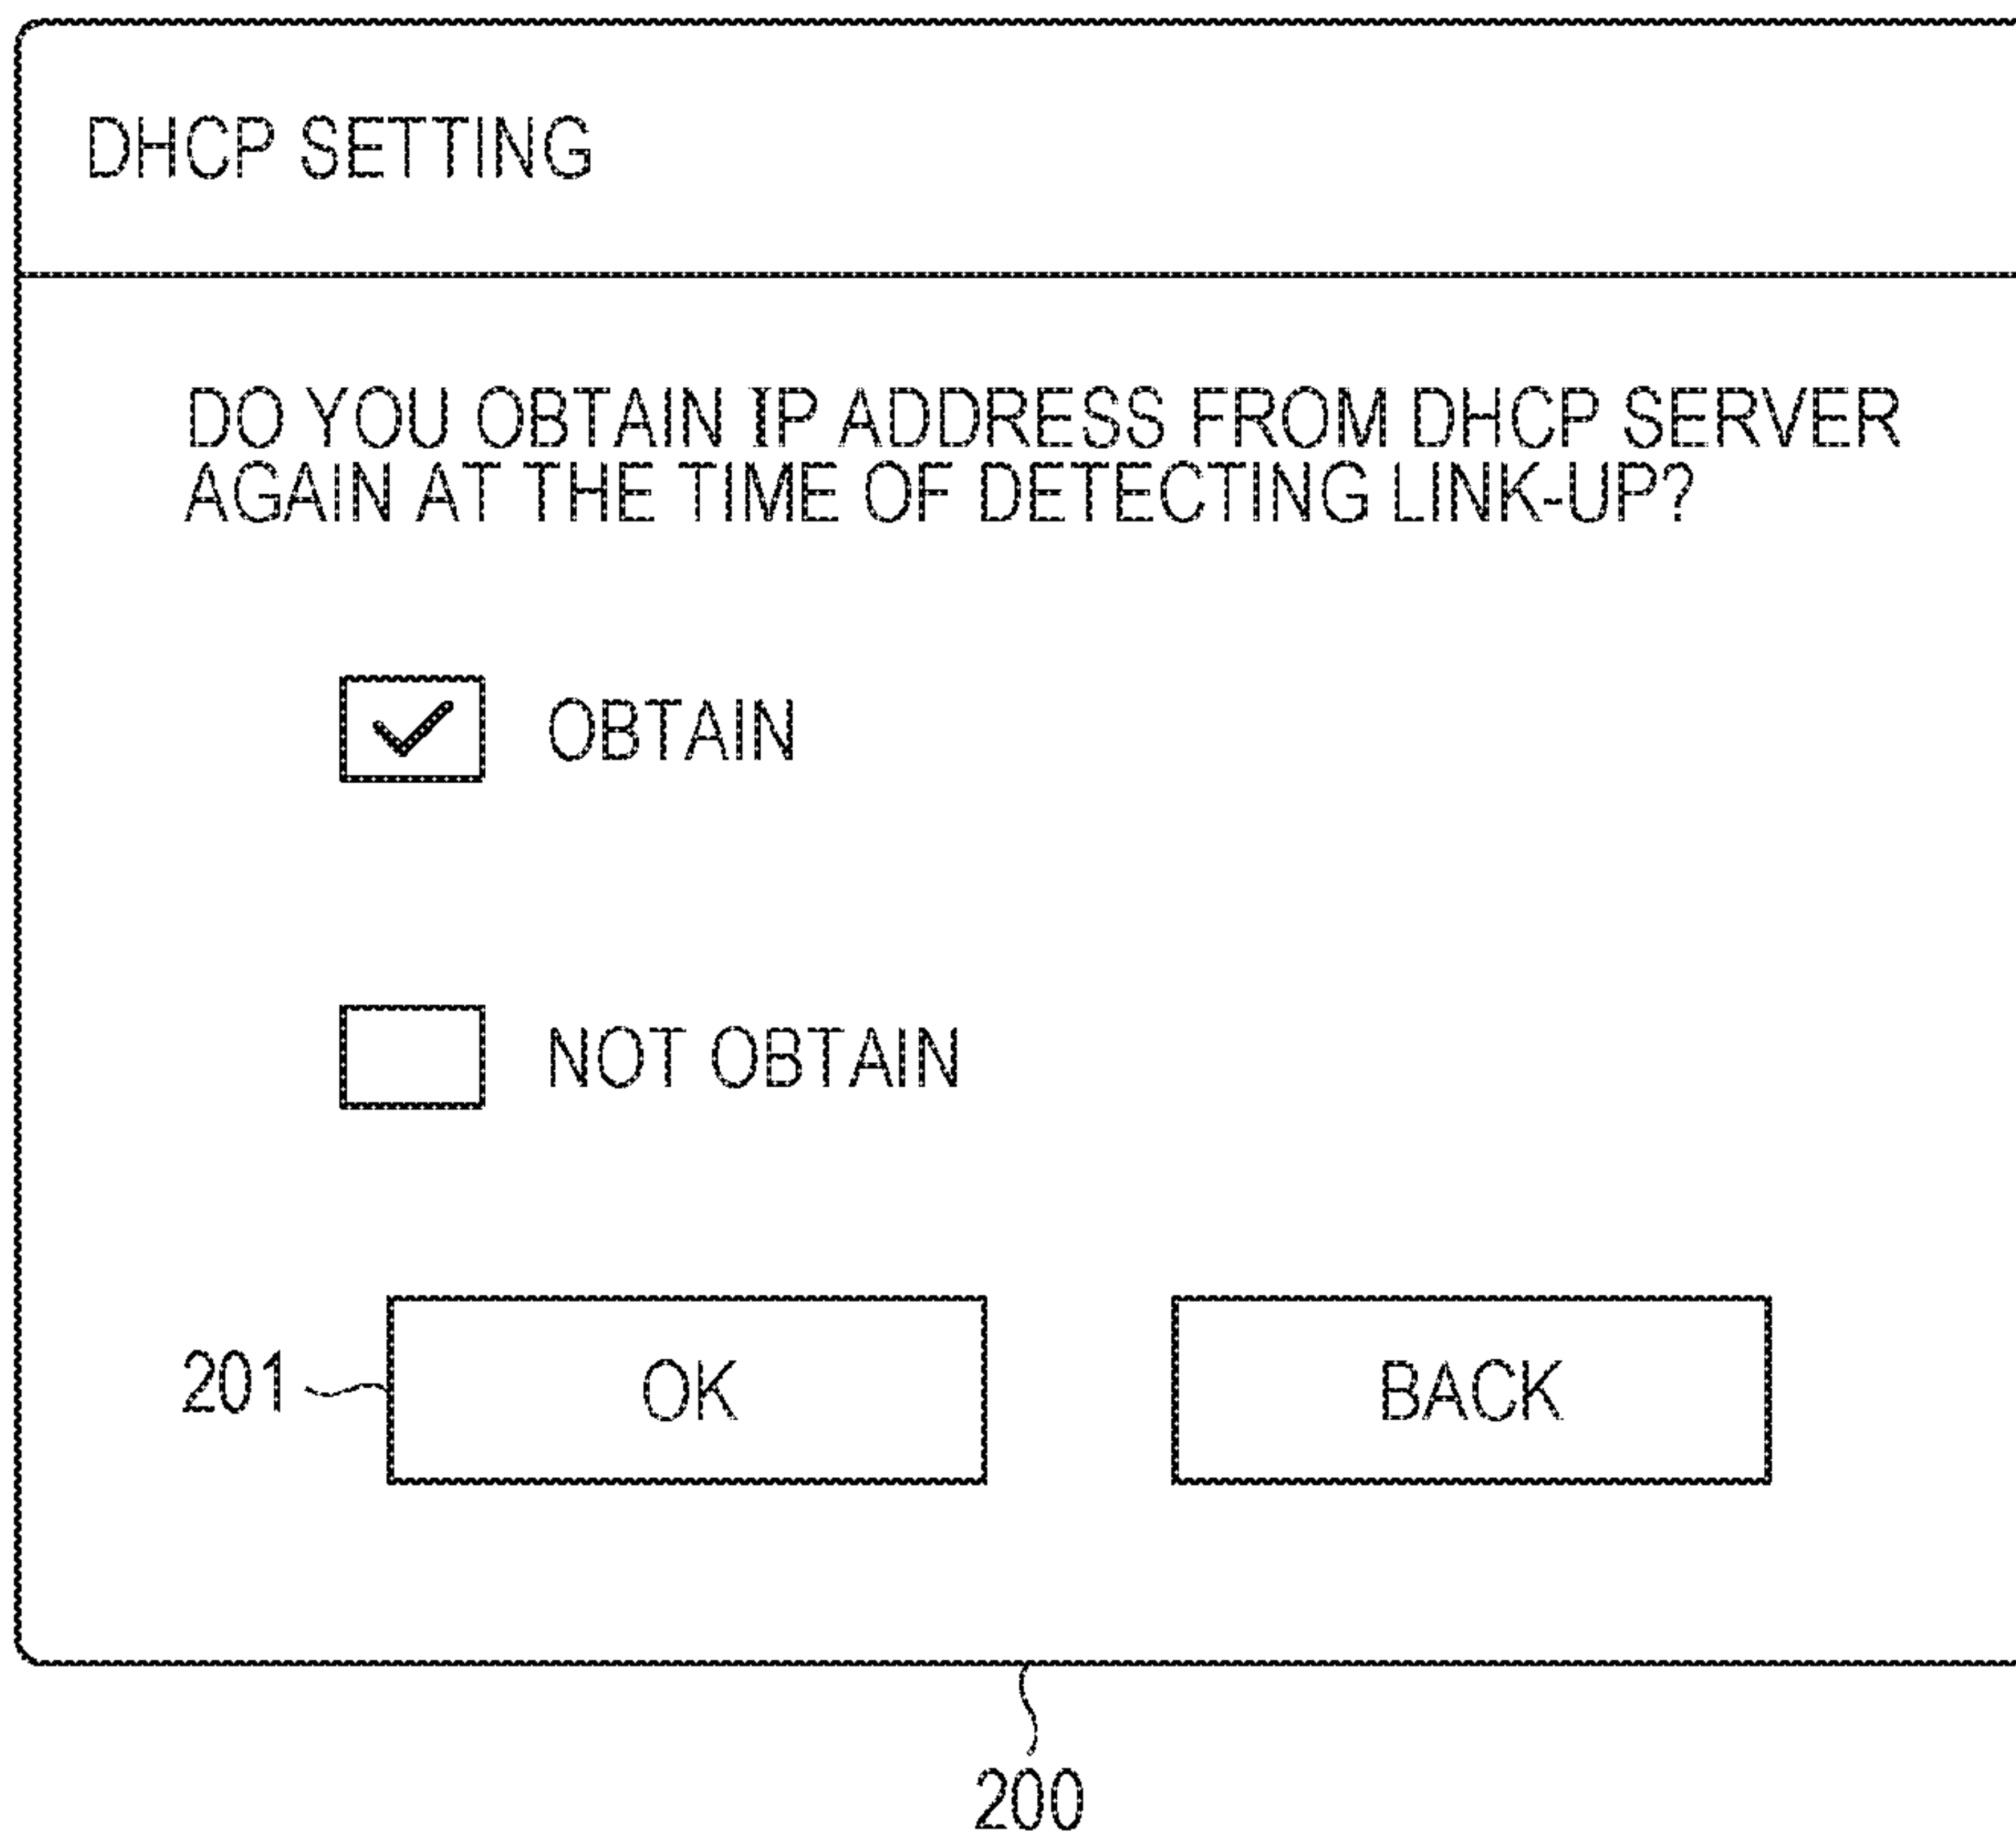 DHCP SETTING
DO YOU OBTAIN IP ADDRESS FROM DHCP SERVER
AGAIN AT THE TIME OF DETECTING LINK-UP?
OBTAIN
NOT OBTAIN
201
OK
BACK
200